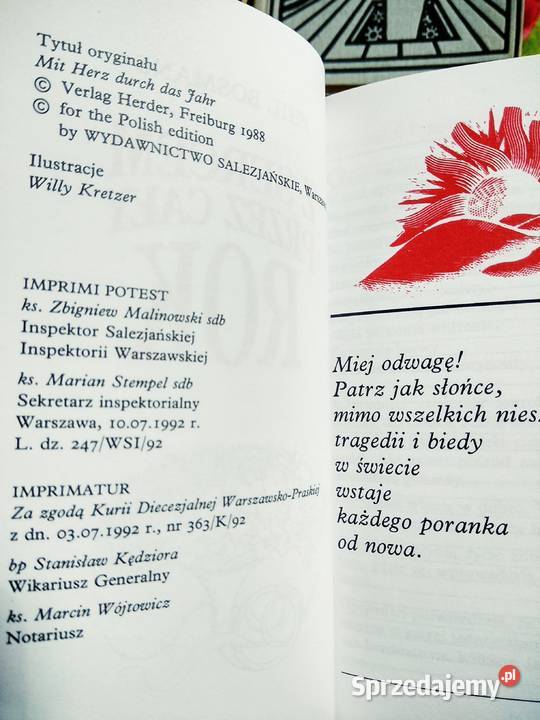 Tytuł oryginału
Mit Herz durch das Jahr
© Verlag Herder, Freiburg 1988
© for the Polish edition
by WYDAWNICTWO SALEZJAŃSKIE,
Ilustracje
Willy Kretzer
IMPRIMI POTEST
ks. Zbigniew Malinowski sdb
Inspektor Salezjańskiej
Inspektorii Warszawskiej
ks. Marian Stempel sdb
Sekretarz inspektorialny
Warszawa, 10.07.1992 r.
L. dz. 247/WSI/92
IMPRIMATUR
Za zgodą Kurii Diecezjalnej Warszawsko-Praskiej
z dn. 03.07.1992 r., nr 363/K/92
bp Stanisław Kędziora
Wikariusz Generalny
ks. Marcin Wójtowicz
Notariusz
Miej odwagę!
Patrz jak słońce,
mimo wszelkich
tragedii i biedy
w świecie
wstaje
każdego poranka
od nowa.
Sprzedajemy.pl